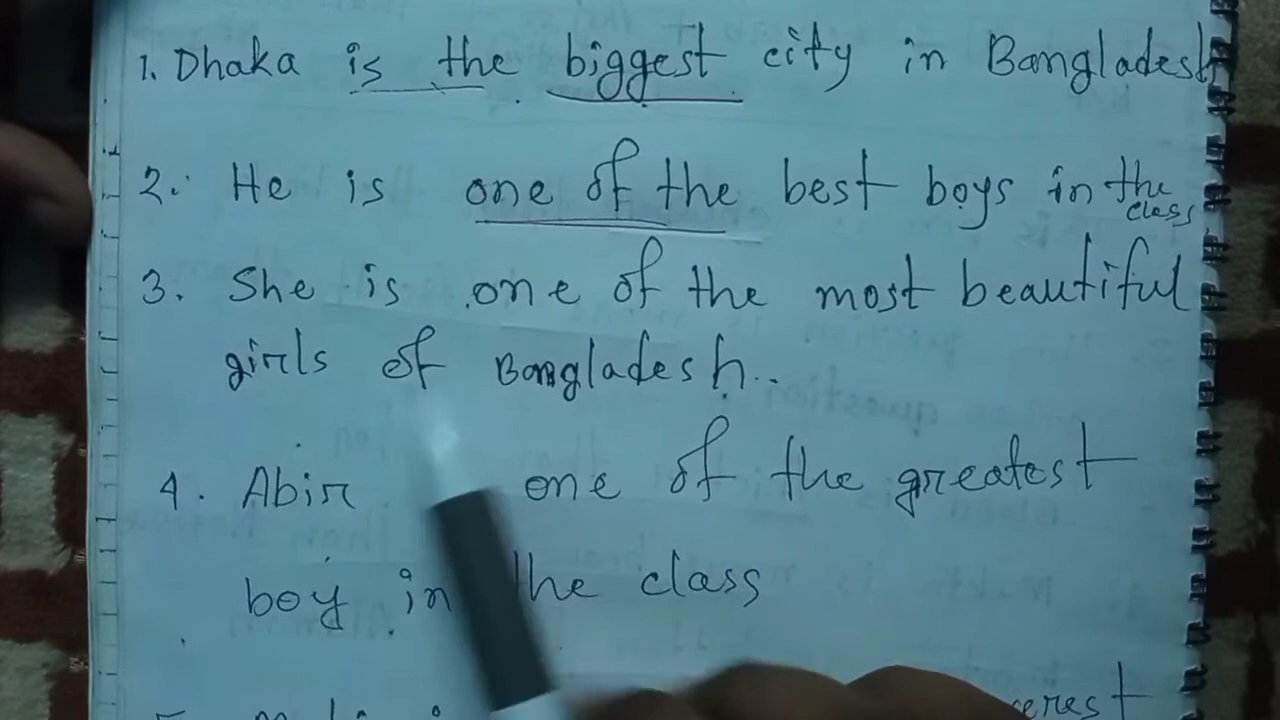 1. Dhaka is the biggest city in Bangladesh
2. He is one of the best boys in the
class
3. She is one of the most beautiful
girls of Bangladesh..
4. Abir one of the greatest
boy in the class
5.